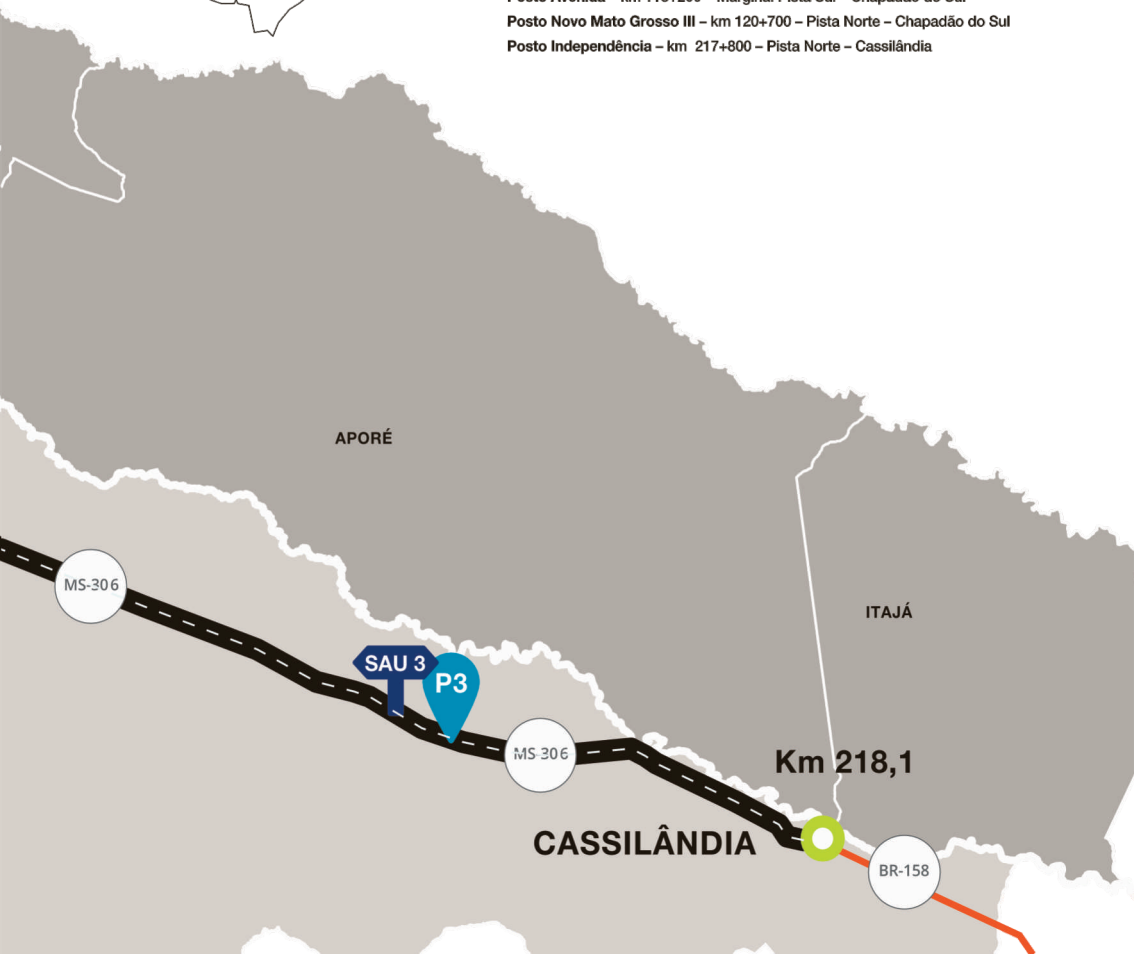 Posto Novo Mato Grosso III – km 120+700 – Pista Norte – Chapadão do Sul
Posto Independência – km 217+800 – Pista Norte – Cassilândia
APORÉ
MS-306
ITAJÁ
SAU 3
P3
MS-306
Km 218,1
CASSILÂNDIA
BR-158